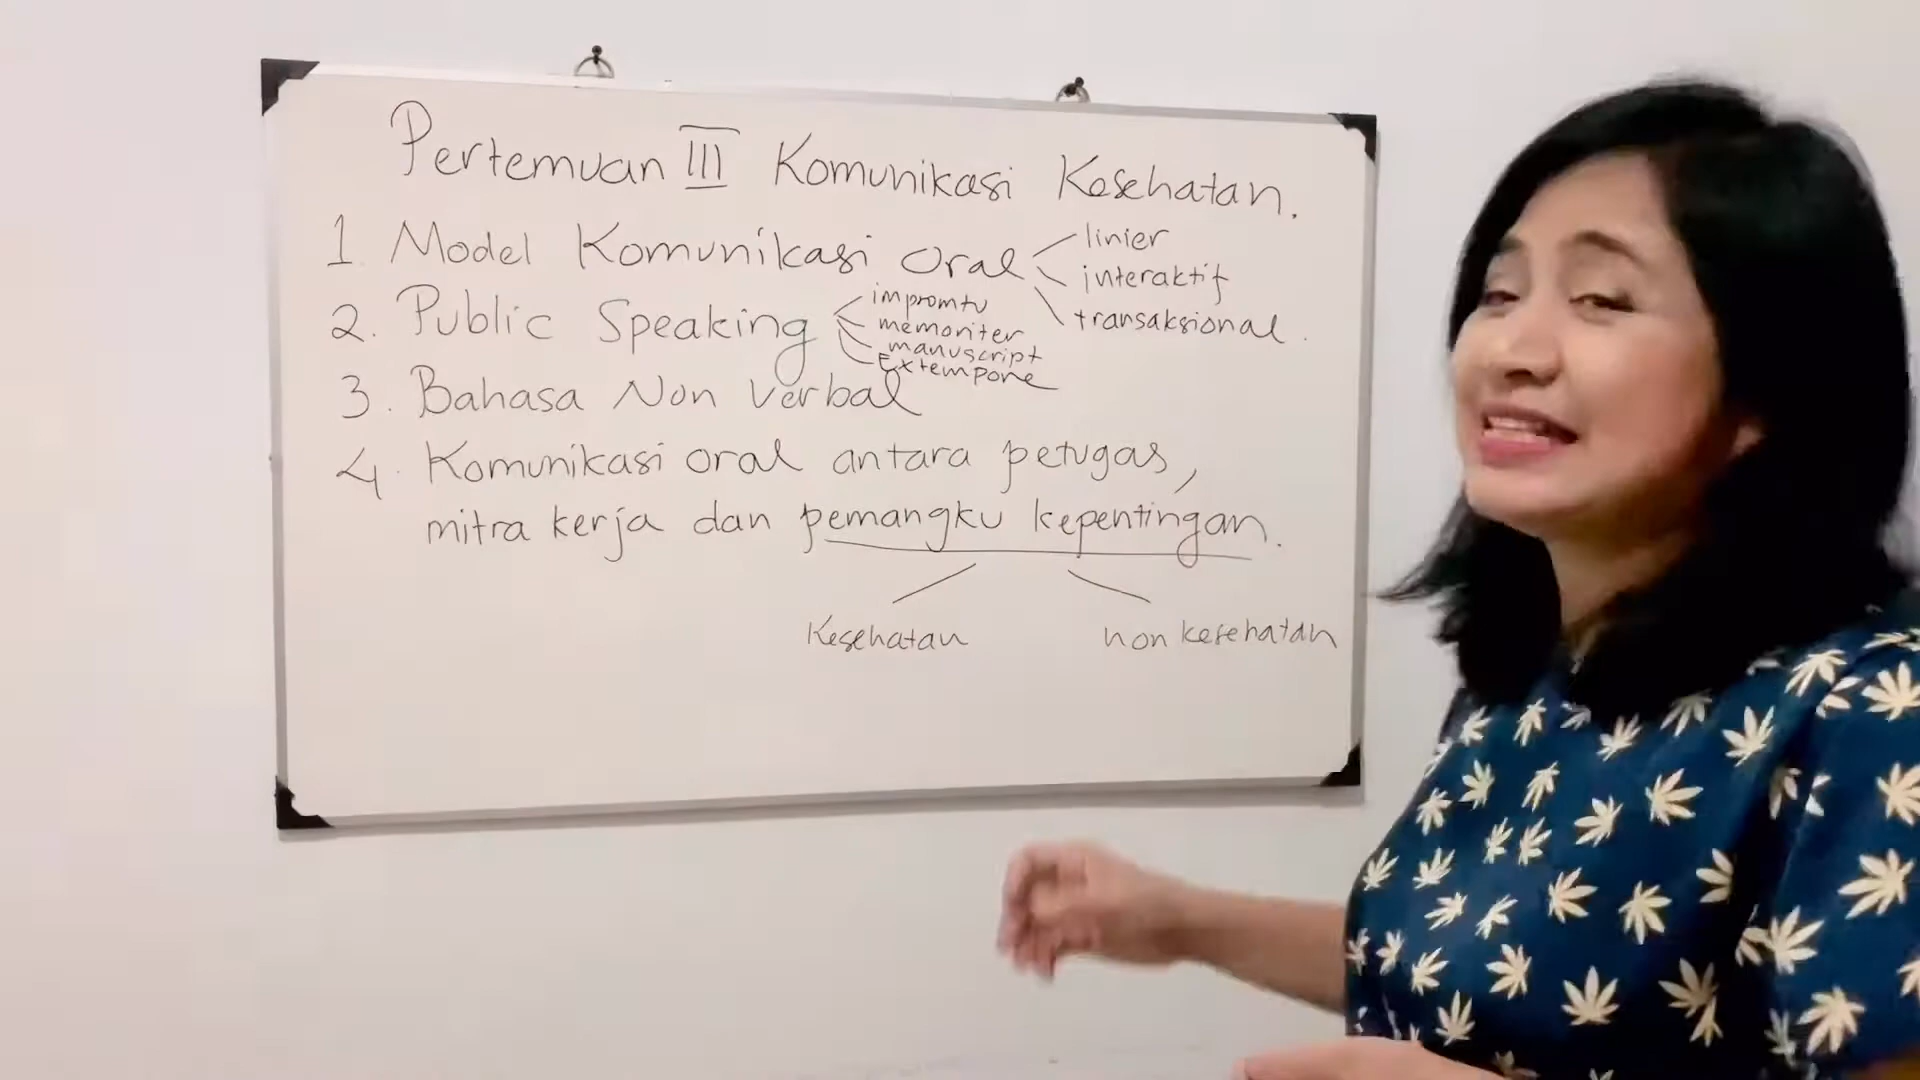 Pertemuan III Komunikasi Kesehatan.
1. Model Komunikasi Oral
linier
interaktif
transaksional.
2. Public Speaking
impromtu
memoriter
manuscript
Extempone
3. Bahasa Non Verbal
4. Komunikasi oral antara petugas,
mitra kerja dan pemangku kepentingan.
Kesehatan
non kesehatan